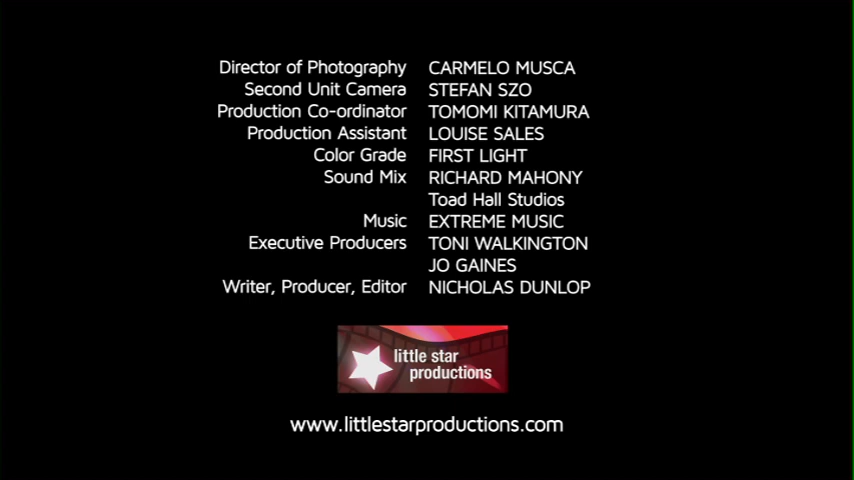 Director of Photography CARMELO MUSCA
Second Unit Camera STEFAN SZO
Production Co-ordinator TOMOMI KITAMURA
Production Assistant LOUISE SALES
Color Grade FIRST LIGHT
Sound Mix RICHARD MAHONY
Toad Hall Studios
Music EXTREME MUSIC
Executive Producers TONI WALKINGTON
JO GAINES
Writer, Producer, Editor NICHOLAS DUNLOP
little star
productions
www.littlestarproductions.com